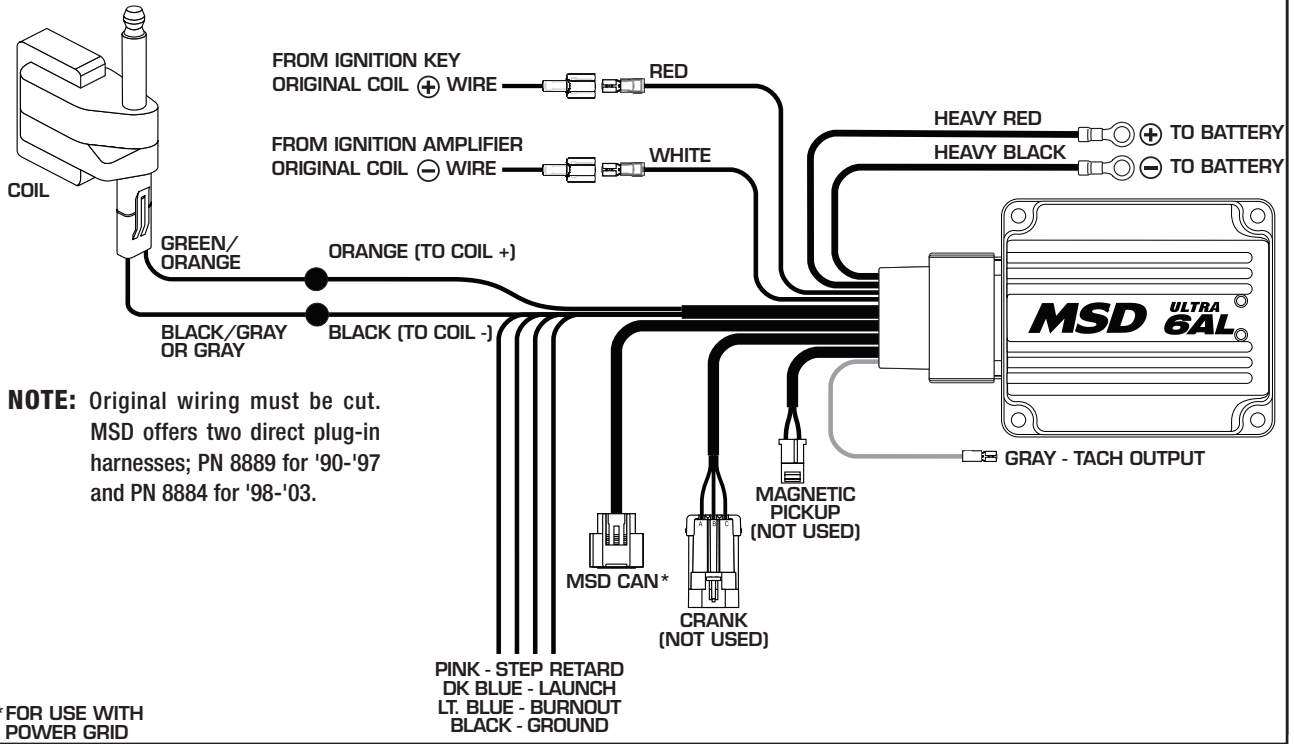 FROM IGNITION KEY
ORIGINAL COIL ⊕ WIRE
RED
FROM IGNITION AMPLIFIER
ORIGINAL COIL ⊖ WIRE
WHITE
HEAVY RED
⊕ TO BATTERY
HEAVY BLACK
⊖ TO BATTERY
COIL
GREEN/
ORANGE
ORANGE (TO COIL +)
BLACK/GRAY
OR GRAY
BLACK (TO COIL -)
MSD ULTRA
6AL
NOTE: Original wiring must be cut.
MSD offers two direct plug-in
harnesses; PN 8889 for '90-'97
and PN 8884 for '98-'03.
GRAY - TACH OUTPUT
MAGNETIC
PICKUP
(NOT USED)
A B C
MSD CAN*
CRANK
(NOT USED)
PINK - STEP RETARD
DK BLUE - LAUNCH
LT. BLUE - BURNOUT
BLACK - GROUND
*FOR USE WITH
POWER GRID